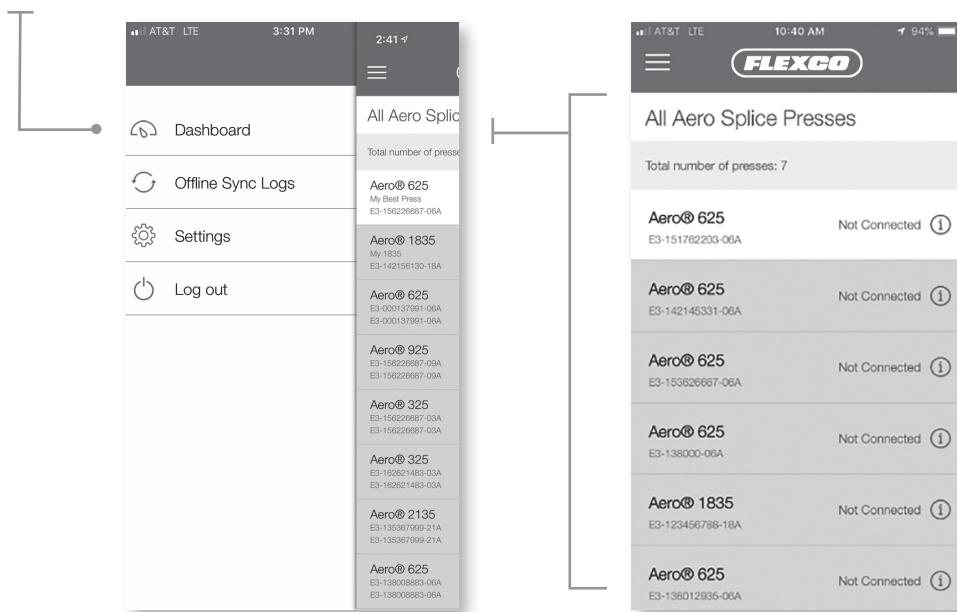 AT&T LTE 3:31 PM
Dashboard
Offline Sync Logs
Settings
Log out
2:41
All Aero Splic
Total number of presse
Aero® 625
My Best Press
E3-156226687-06A
Aero® 1835
My 1835
E3-142156130-18A
Aero® 625
E3-000137991-06A
E3-000137991-06A
Aero® 925
E3-156226687-09A
E3-156226687-09A
Aero® 325
E3-156226687-03A
E3-156226687-03A
Aero® 325
E3-162621483-03A
E3-162621483-03A
Aero® 2135
E3-135367999-21A
E3-135367999-21A
Aero® 625
E3-138008883-06A
E3-138008883-06A
AT&T LTE 10:40 AM 94%
FLEXCO
All Aero Splice Presses
Total number of presses: 7
Aero® 625 Not Connected
E3-151762203-06A
Aero® 625 Not Connected
E3-142145331-06A
Aero® 625 Not Connected
E3-153626667-06A
Aero® 625 Not Connected
E3-138000-06A
Aero® 1835 Not Connected
E3-123456788-18A
Aero® 625 Not Connected
E3-138012935-06A